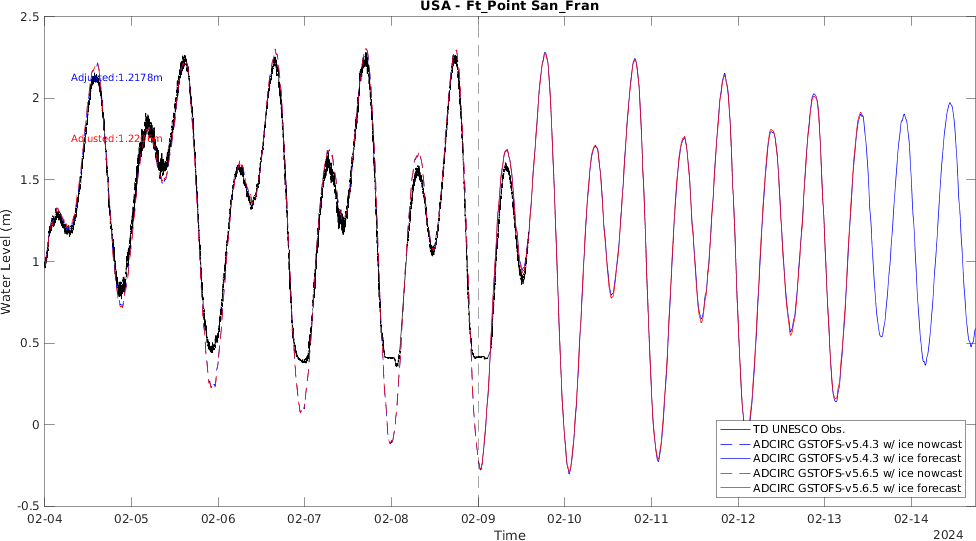 USA - Ft_Point San_Fran
2.5
2
1.5
1
0.5
0
-0.5
Water Level (m)
Adjusted:1.2178m
02-04
02-05
02-06
02-07
02-08
02-09
02-10
02-11
02-12
02-13
02-14
Time
2024
TD UNESCO Obs.
ADCIRC GSTOFS-v5.4.3 w/ ice nowcast
ADCIRC GSTOFS-v5.4.3 w/ ice forecast
ADCIRC GSTOFS-v5.6.5 w/ ice nowcast
ADCIRC GSTOFS-v5.6.5 w/ ice forecast